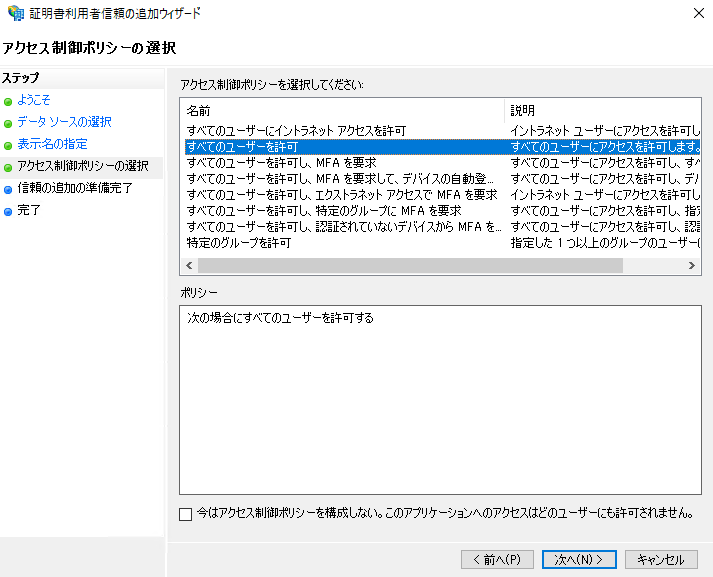 証明書利用者信頼の追加ウィザード
アクセス制御ポリシーの選択
ステップ
ようこそ
データ ソースの選択
表示名の指定
アクセス制御ポリシーの選択
信頼の追加の準備完了
完了
アクセス制御ポリシーを選択してください:
名前 説明
すべてのユーザーにイントラネット アクセスを許可 イントラネット ユーザーにアクセスを許可し
すべてのユーザーを許可 すべてのユーザーにアクセスを許可します。
すべてのユーザーを許可し、MFA を要求 すべてのユーザーにアクセスを許可し、すべ
すべてのユーザーを許可し、MFA を要求して、デバイスの自動登... すべてのユーザーにアクセスを許可し、デバ
すべてのユーザーを許可し、エクストラネット アクセスで MFA を要求 イントラネット ユーザーにアクセスを許可し
すべてのユーザーを許可し、特定のグループに MFA を要求 すべてのユーザーにアクセスを許可し、指定
すべてのユーザーを許可し、認証されていないデバイスから MFA を... すべてのユーザーにアクセスを許可し、認証
特定のグループを許可 指定した 1 つ以上のグループのユーザーに
ポリシー
次の場合にすべてのユーザーを許可する
今はアクセス制御ポリシーを構成しない。このアプリケーションへのアクセスはどのユーザーにも許可されません。
< 前へ(P) 次へ(N) > キャンセル